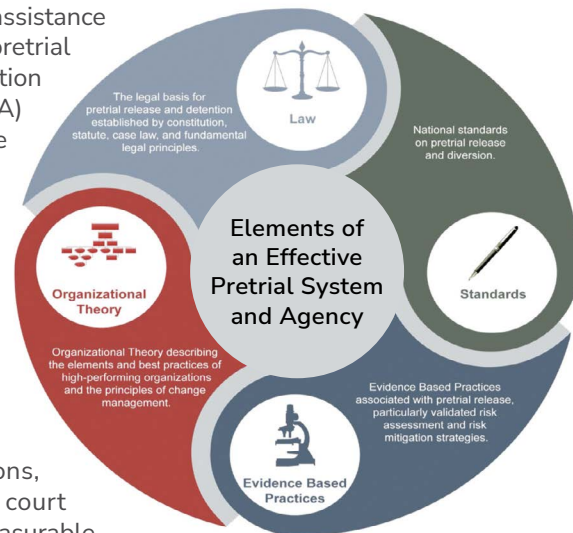 assistance
pretrial
A)
The legal basis for
pretrial release and detention
established by constitution,
statute, case law, and fundamental
legal principles.
Law
National standards
on pretrial release
and diversion.
Standards
Elements of
an Effective
Pretrial System
and Agency
Organizational
Theory
Organizational Theory describing
the elements and best practices of
high-performing organizations
and the principles of change
management.
Evidence Based Practices
associated with pretrial release,
particularly validated risk
assessment and risk
mitigation strategies.
Evidence Based
Practices
court